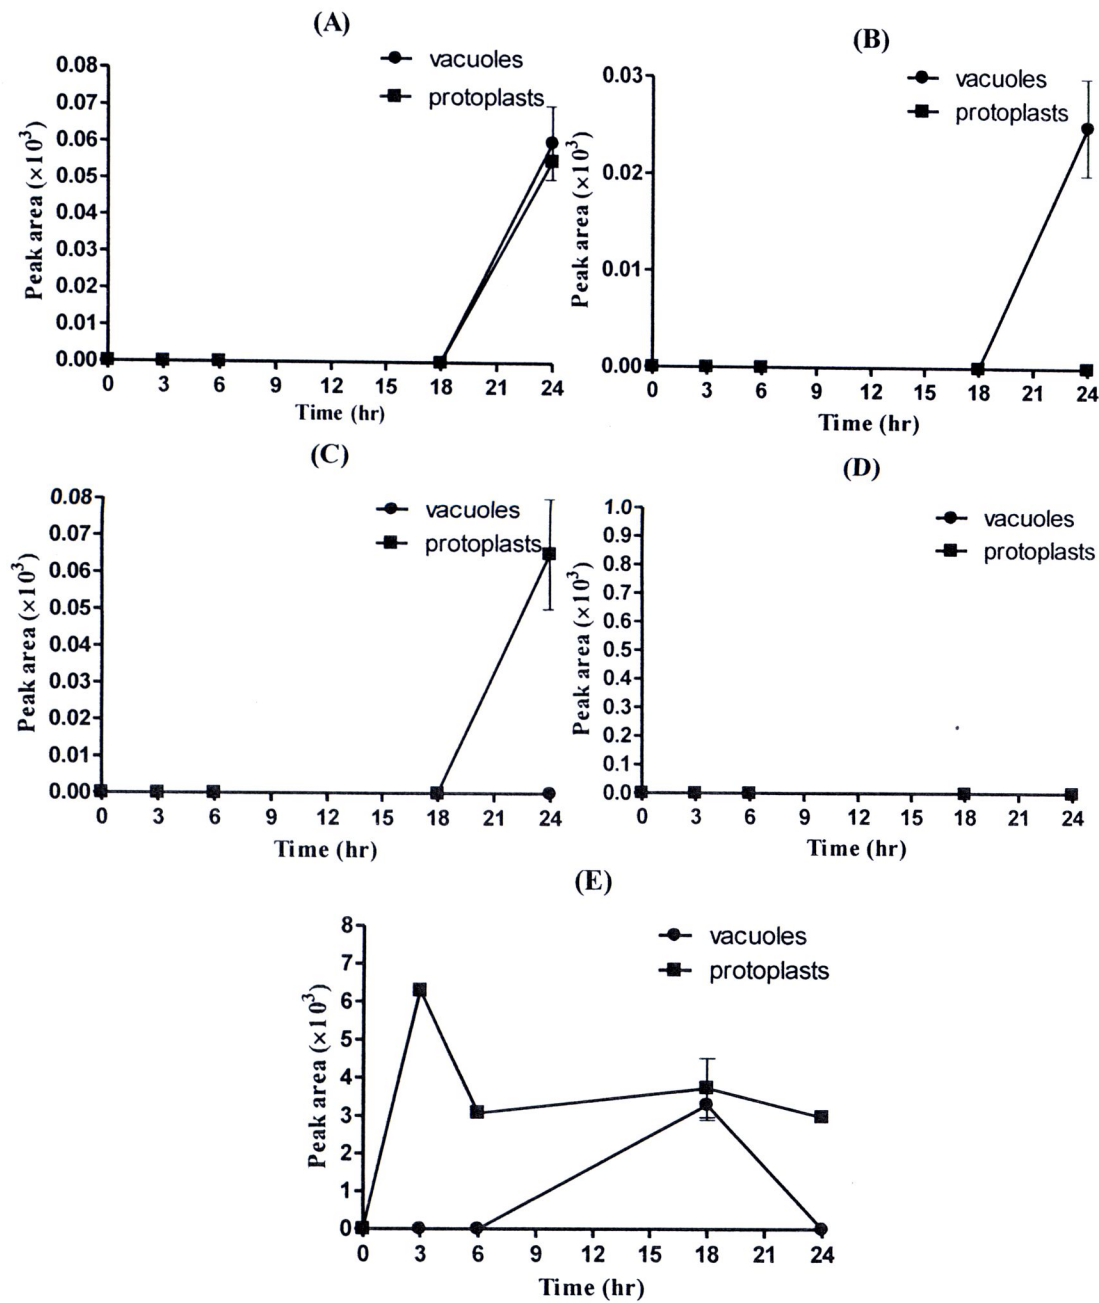 (A)
vacuoles
protoplasts
0.08
0.07
0.06
0.05
0.04
0.03
0.02
0.01
0.00
Peak area (×10³)
0 3 6 9 12 15 18 21 24
Time (hr)
(B)
vacuoles
protoplasts
0.03
0.02
0.01
0.00
Peak area (×10³)
0 3 6 9 12 15 18 21 24
Time (hr)
(C)
vacuoles
protoplasts
0.08
0.07
0.06
0.05
0.04
0.03
0.02
0.01
0.00
Peak area (×10³)
0 3 6 9 12 15 18 21 24
Time (hr)
(D)
vacuoles
protoplasts
1.0
0.9
0.8
0.7
0.6
0.5
0.4
0.3
0.2
0.1
0.0
Peak area (×10³)
0 3 6 9 12 15 18 21 24
Time (hr)
(E)
vacuoles
protoplasts
8
7
6
5
4
3
2
1
0
Peak area (×10³)
0 3 6 9 12 15 18 21 24
Time (hr)